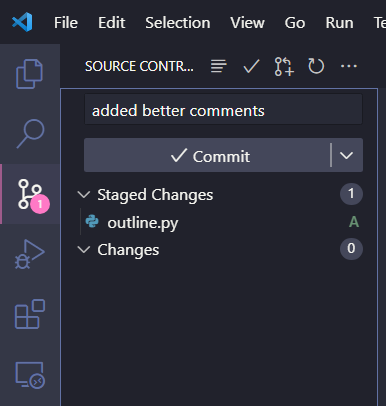 File Edit Selection View Go Run Te
SOURCE CONTR... ...
added better comments
Commit
1
Staged Changes 1
outline.py A
Changes 0